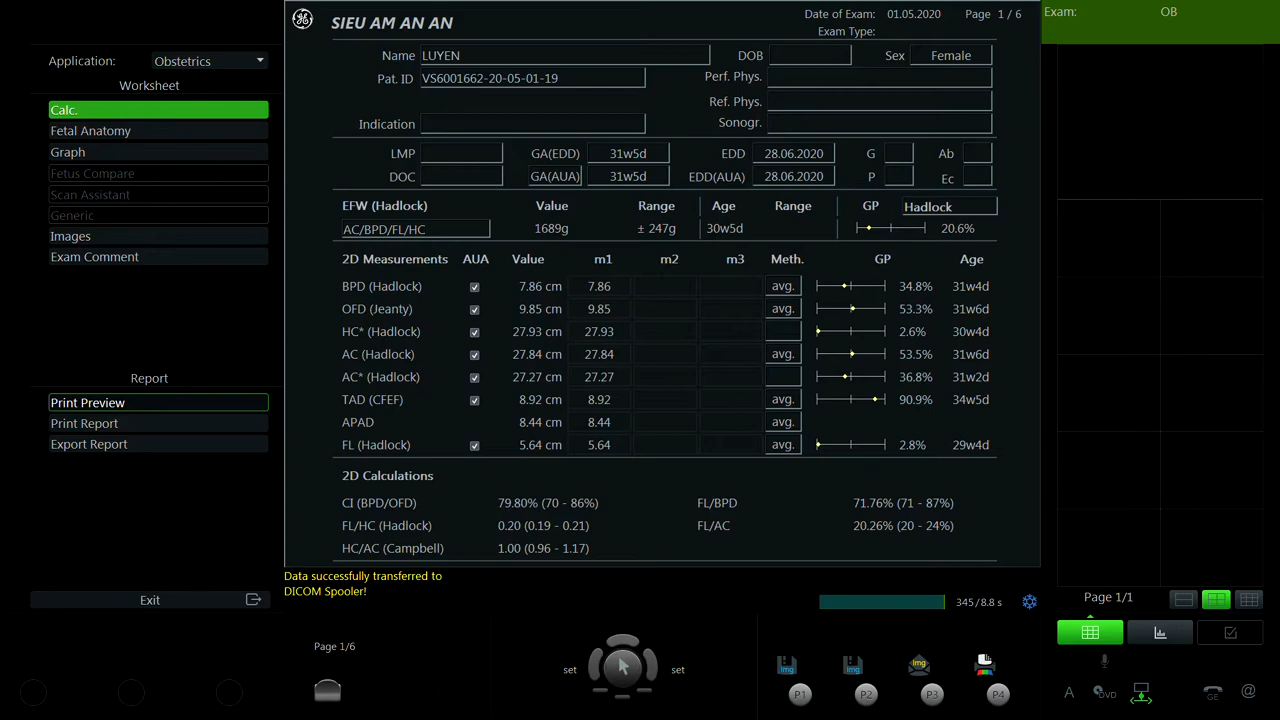 SIEU AM AN AN
Date of Exam: 01.05.2020 Page 1 / 6
Exam Type:
Exam: OB
Application: Obstetrics
Worksheet
Calc.
Fetal Anatomy
Graph
Fetus Compare
Scan Assistant
Generic
Images
Exam Comment
Report
Print Preview
Print Report
Export Report
Exit
Name LUYEN DOB Sex Female
Pat. ID VS6001662-20-05-01-19 Perf. Phys.
Ref. Phys.
Indication Sonogr.
LMP GA(EDD) 31w5d EDD 28.06.2020 G Ab
DOC GA(AUA) 31w5d EDD(AUA) 28.06.2020 P Ec
EFW (Hadlock) Value Range Age Range GP Hadlock
AC/BPD/FL/HC 1689g ± 247g 30w5d 20.6%
2D Measurements AUA Value m1 m2 m3 Meth. GP Age
BPD (Hadlock) 7.86 cm 7.86 avg. 34.8% 31w4d
OFD (Jeanty) 9.85 cm 9.85 avg. 53.3% 31w6d
HC* (Hadlock) 27.93 cm 27.93 2.6% 30w4d
AC (Hadlock) 27.84 cm 27.84 avg. 53.5% 31w6d
AC* (Hadlock) 27.27 cm 27.27 36.8% 31w2d
TAD (CFEF) 8.92 cm 8.92 avg. 90.9% 34w5d
APAD 8.44 cm 8.44 avg.
FL (Hadlock) 5.64 cm 5.64 avg. 2.8% 29w4d
2D Calculations
CI (BPD/OFD) 79.80% (70 - 86%) FL/BPD 71.76% (71 - 87%)
FL/HC (Hadlock) 0.20 (0.19 - 0.21) FL/AC 20.26% (20 - 24%)
HC/AC (Campbell) 1.00 (0.96 - 1.17)
Data successfully transferred to
DICOM Spooler!
345/8.8 s
Page 1/1
Page 1/6
set set
Img Img Img
P1 P2 P3 P4
A DVD GE @